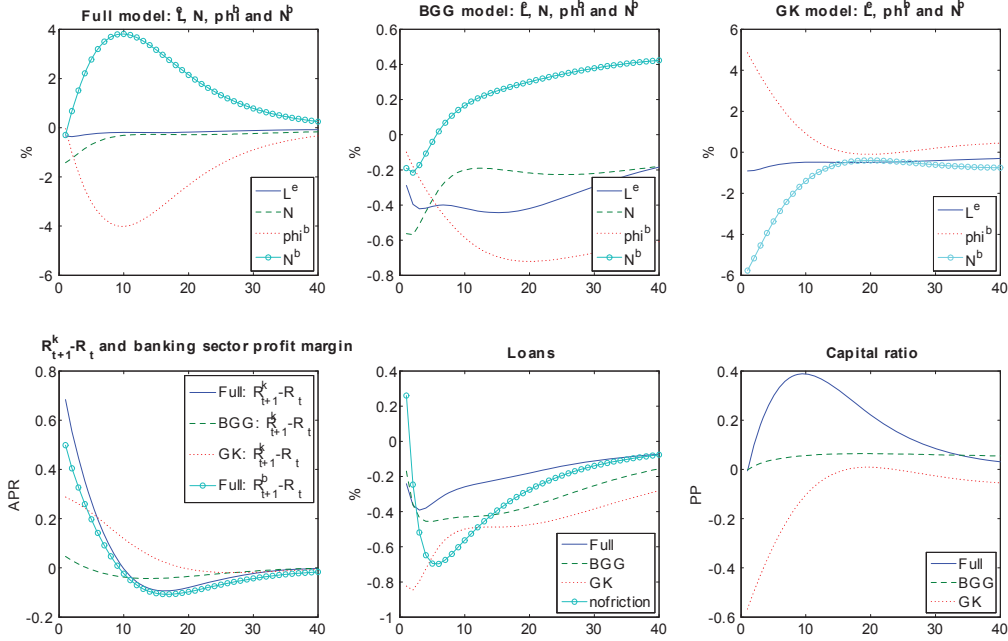 Full model: L^e, N, phi^b and N^b
4
2
0
-2
-4
-6
%
0 10 20 30 40
L^e
N
phi^b
N^b
BGG model: L^e, N, phi^b and N^b
0.6
0.4
0.2
0
-0.2
-0.4
-0.6
-0.8
%
0 10 20 30 40
L^e
N
phi^b
N^b
GK model: L^e, phi^b and N^b
6
4
2
0
-2
-4
-6
%
0 10 20 30 40
L^e
phi^b
N^b
R^k_{t+1}-R_t and banking sector profit margin
0.8
0.6
0.4
0.2
0
-0.2
APR
0 10 20 30 40
Full: R^k_{t+1}-R_t
BGG: R^k_{t+1}-R_t
GK: R^k_{t+1}-R_t
Full: R^b_{t+1}-R_t
Loans
0.4
0.2
0
-0.2
-0.4
-0.6
-0.8
-1
%
0 10 20 30 40
Full
BGG
GK
nofriction
Capital ratio
0.4
0.2
0
-0.2
-0.4
-0.6
PP
0 10 20 30 40
Full
BGG
GK